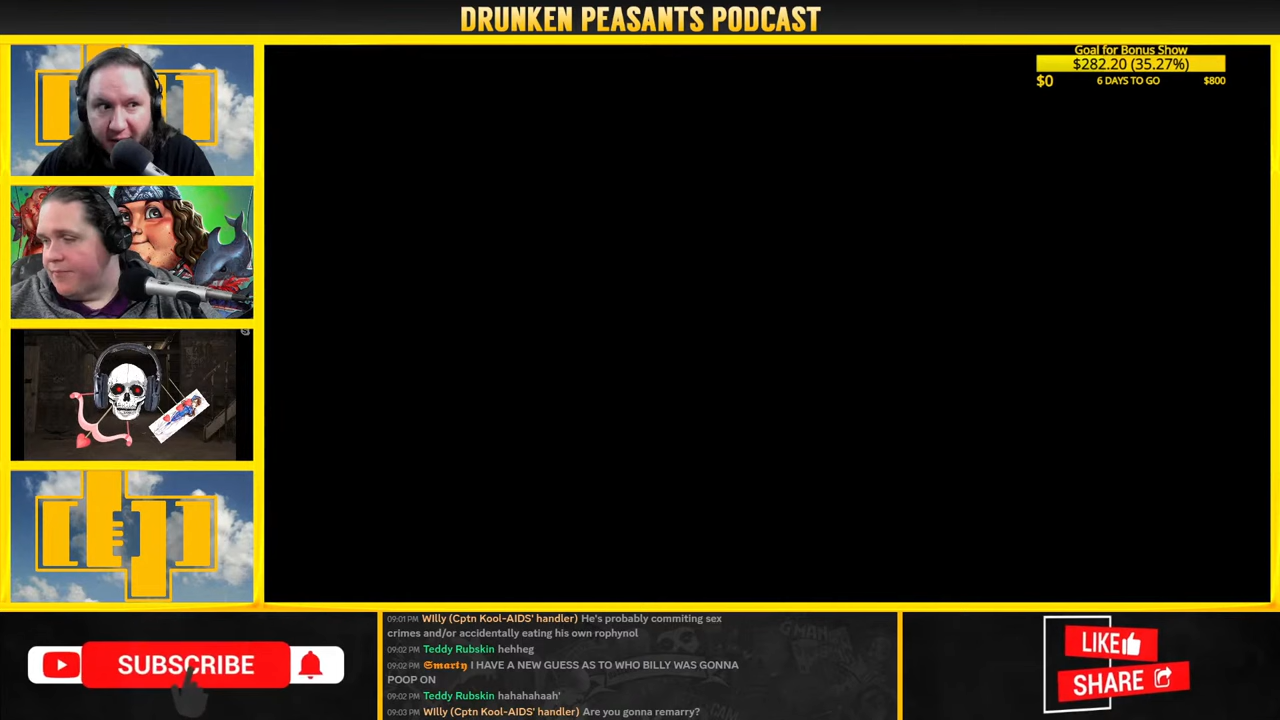 DRUNKEN PEASANTS PODCAST
Goal for Bonus Show
$282.20 (35.27%)
$0 6 DAYS TO GO $800
09:01 PM WIlly (Cptn Kool-AIDS' handler) He's probably commiting sex
crimes and/or accidentally eating his own rophynol
09:02 PM Teddy Rubskin hehheg
09:02 PM Smarty I HAVE A NEW GUESS AS TO WHO BILLY WAS GONNA
POOP ON
09:02 PM Teddy Rubskin hahahahaah'
09:03 PM WIlly (Cptn Kool-AIDS' handler) Are you gonna remarry?
SUBSCRIBE
LIKE
SHARE